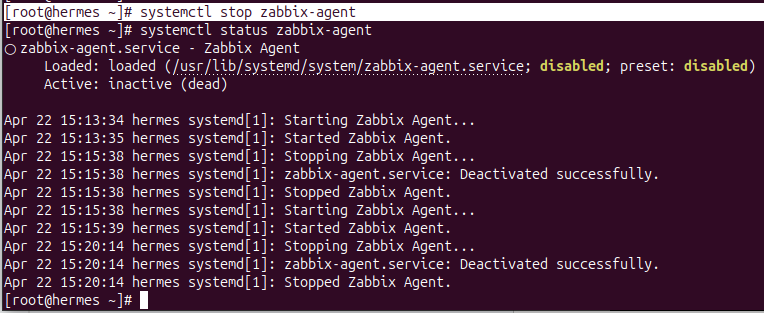 [root@hermes ~]# systemctl stop zabbix-agent
[root@hermes ~]# systemctl status zabbix-agent
○ zabbix-agent.service - Zabbix Agent
     Loaded: loaded (/usr/lib/systemd/system/zabbix-agent.service; disabled; preset: disabled)
     Active: inactive (dead)

Apr 22 15:13:34 hermes systemd[1]: Starting Zabbix Agent...
Apr 22 15:13:35 hermes systemd[1]: Started Zabbix Agent.
Apr 22 15:15:38 hermes systemd[1]: Stopping Zabbix Agent...
Apr 22 15:15:38 hermes systemd[1]: zabbix-agent.service: Deactivated successfully.
Apr 22 15:15:38 hermes systemd[1]: Stopped Zabbix Agent.
Apr 22 15:15:38 hermes systemd[1]: Starting Zabbix Agent...
Apr 22 15:15:39 hermes systemd[1]: Started Zabbix Agent.
Apr 22 15:20:14 hermes systemd[1]: Stopping Zabbix Agent...
Apr 22 15:20:14 hermes systemd[1]: zabbix-agent.service: Deactivated successfully.
Apr 22 15:20:14 hermes systemd[1]: Stopped Zabbix Agent.
[root@hermes ~]#